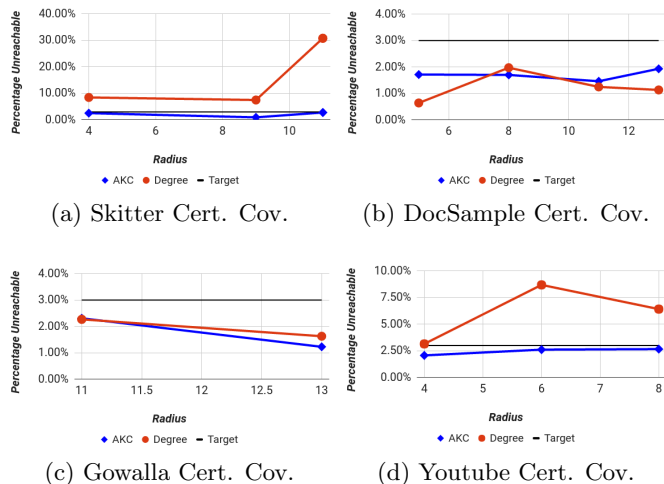 Percentage Unreachable
40.00%
30.00%
20.00%
10.00%
0.00%
4 6 8 10
Radius
AKC Degree Target
(a) Skitter Cert. Cov.
Percentage Unreachable
4.00%
3.00%
2.00%
1.00%
0.00%
6 8 10 12
Radius
AKC Degree Target
(b) DocSample Cert. Cov.
Percentage Unreachable
4.00%
3.00%
2.00%
1.00%
0.00%
11 11.5 12 12.5 13
Radius
AKC Degree Target
(c) Gowalla Cert. Cov.
Percentage Unreachable
10.00%
7.50%
5.00%
2.50%
0.00%
4 5 6 7 8
Radius
AKC Degree Target
(d) Youtube Cert. Cov.